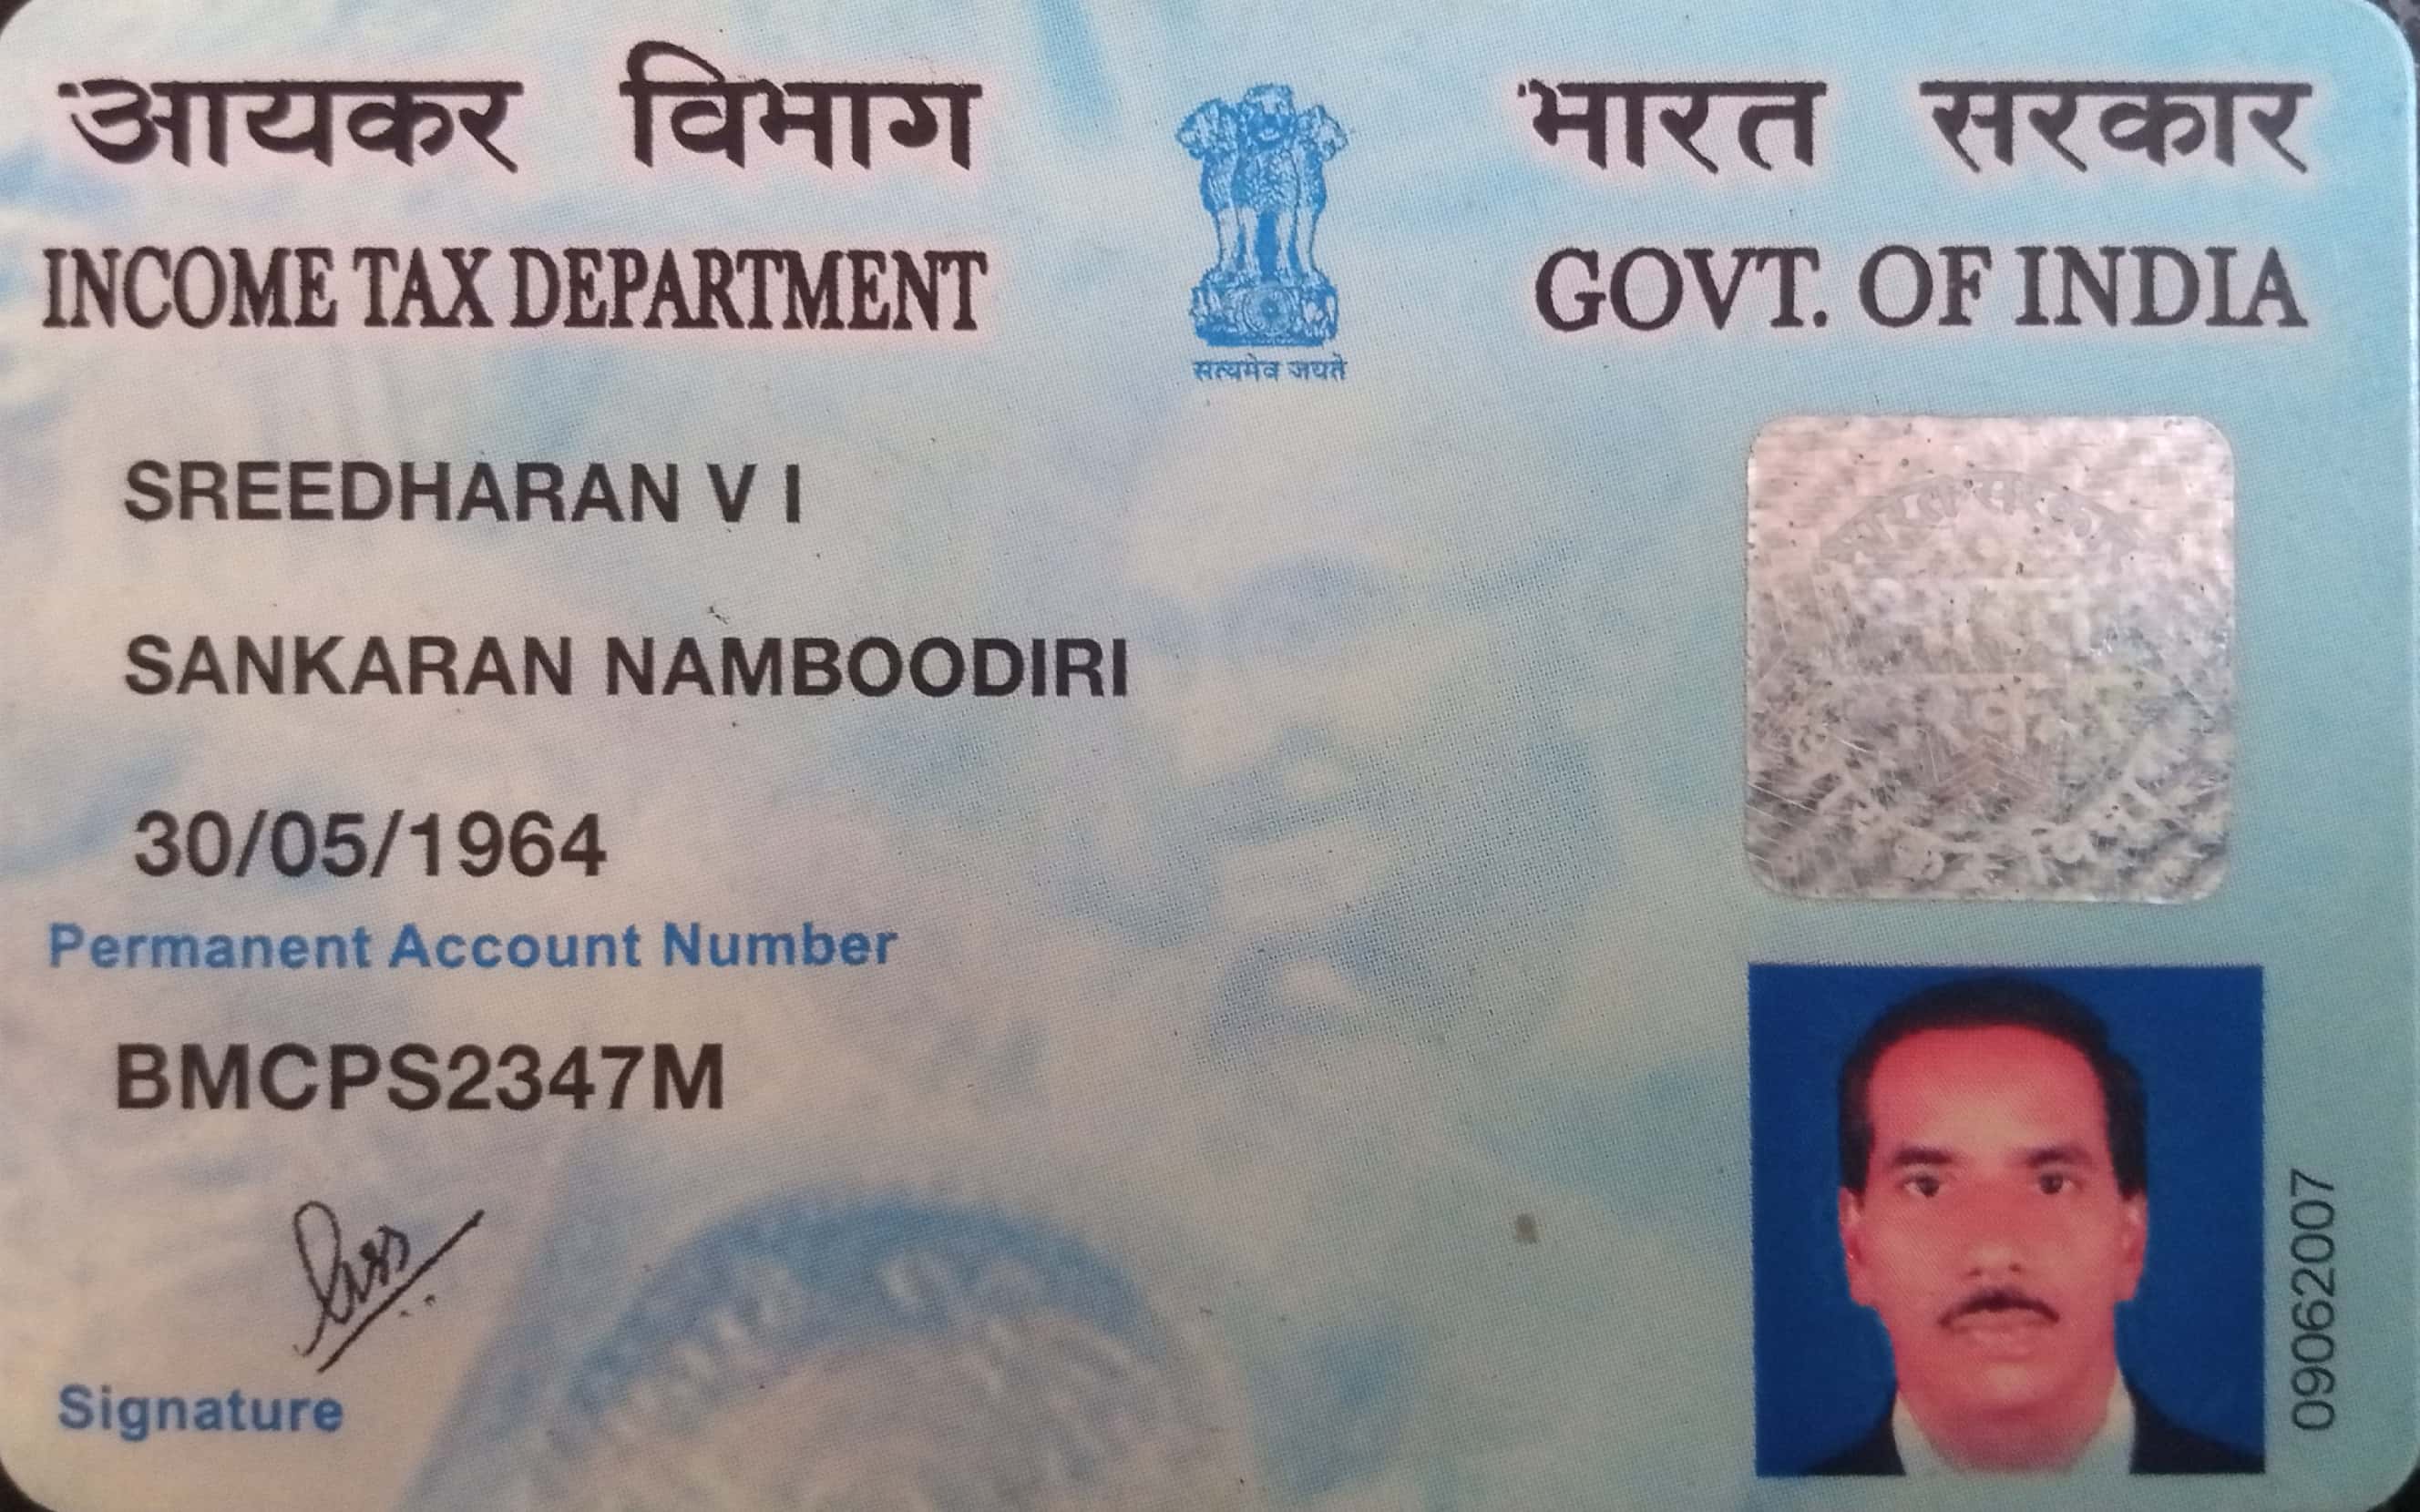 आयकर विभाग
भारत सरकार
INCOME TAX DEPARTMENT
GOVT. OF INDIA
सत्यमेव जयते
SREEDHARAN V I
SANKARAN NAMBOODIRI
30/05/1964
Permanent Account Number
BMCPS2347M
Signature
09062007